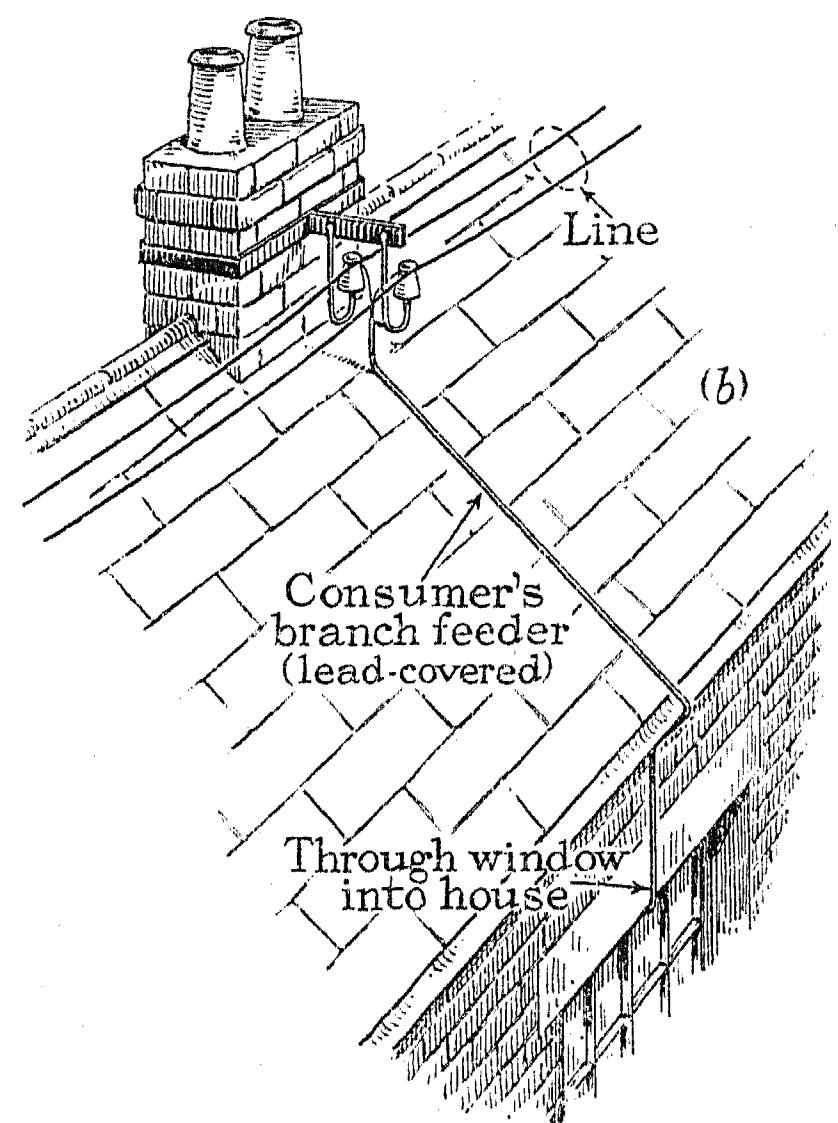 Line
(b)
Consumer's
branch feeder
(lead-covered)
Through window
into house